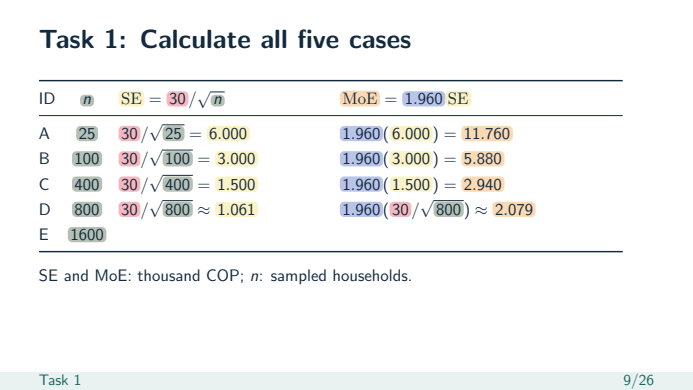 Task 1: Calculate all five cases
ID n SE = 30/√n MoE = 1.960 SE
A 25 30/√25 = 6.000 1.960(6.000) = 11.760
B 100 30/√100 = 3.000 1.960(3.000) = 5.880
C 400 30/√400 = 1.500 1.960(1.500) = 2.940
D 800 30/√800 ≈ 1.061 1.960(30/√800) ≈ 2.079
E 1600
SE and MoE: thousand COP; n: sampled households.
Task 1 9/26